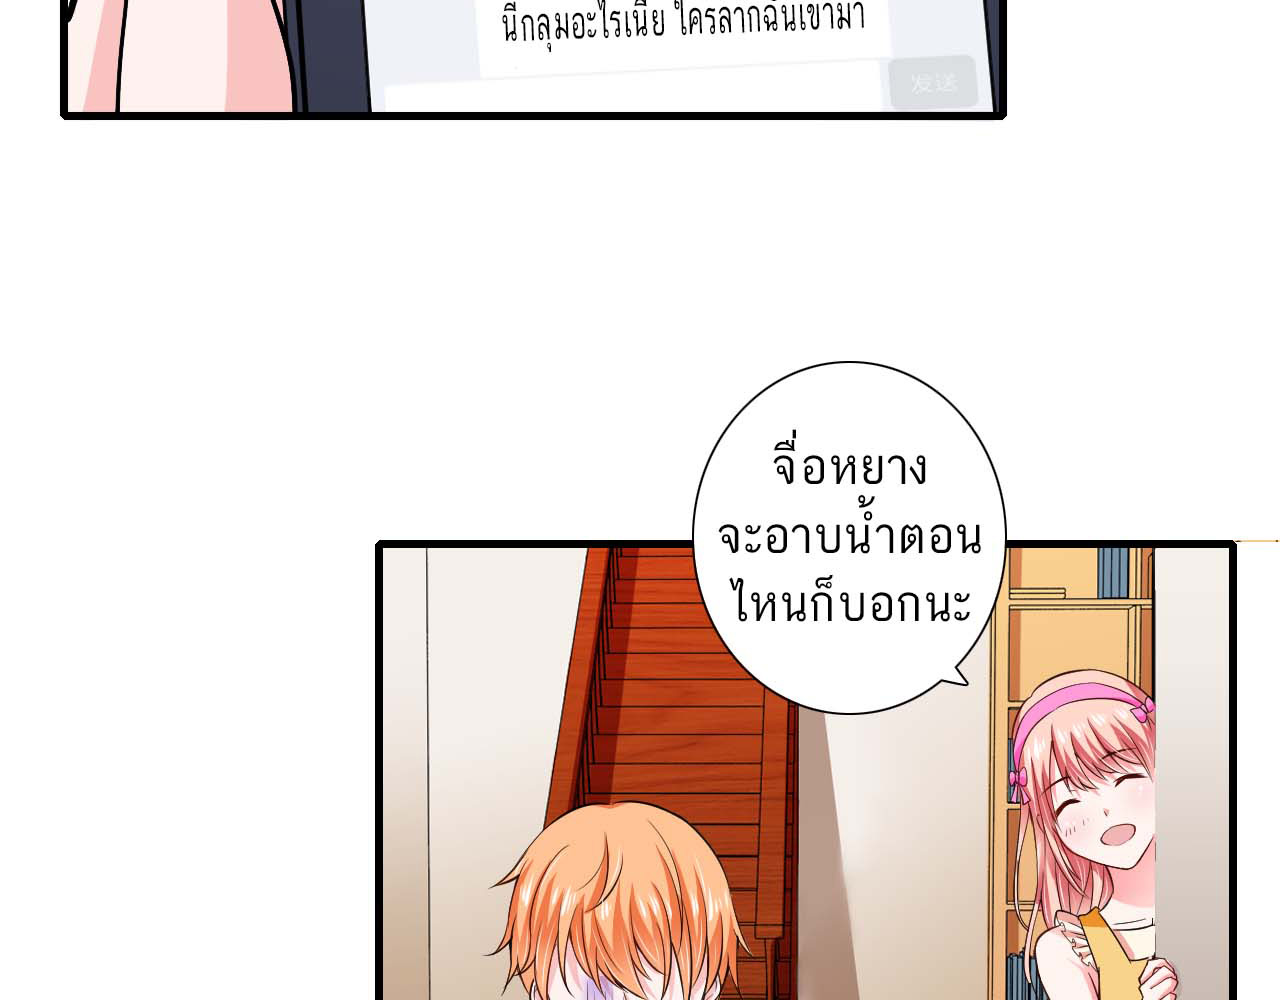 นี่กลุ่มอะไรเนี่ย ใครลากฉันเข้ามา
发送
จื่อหยาง
จะอาบน้ำตอน
ไหนก็บอกนะ